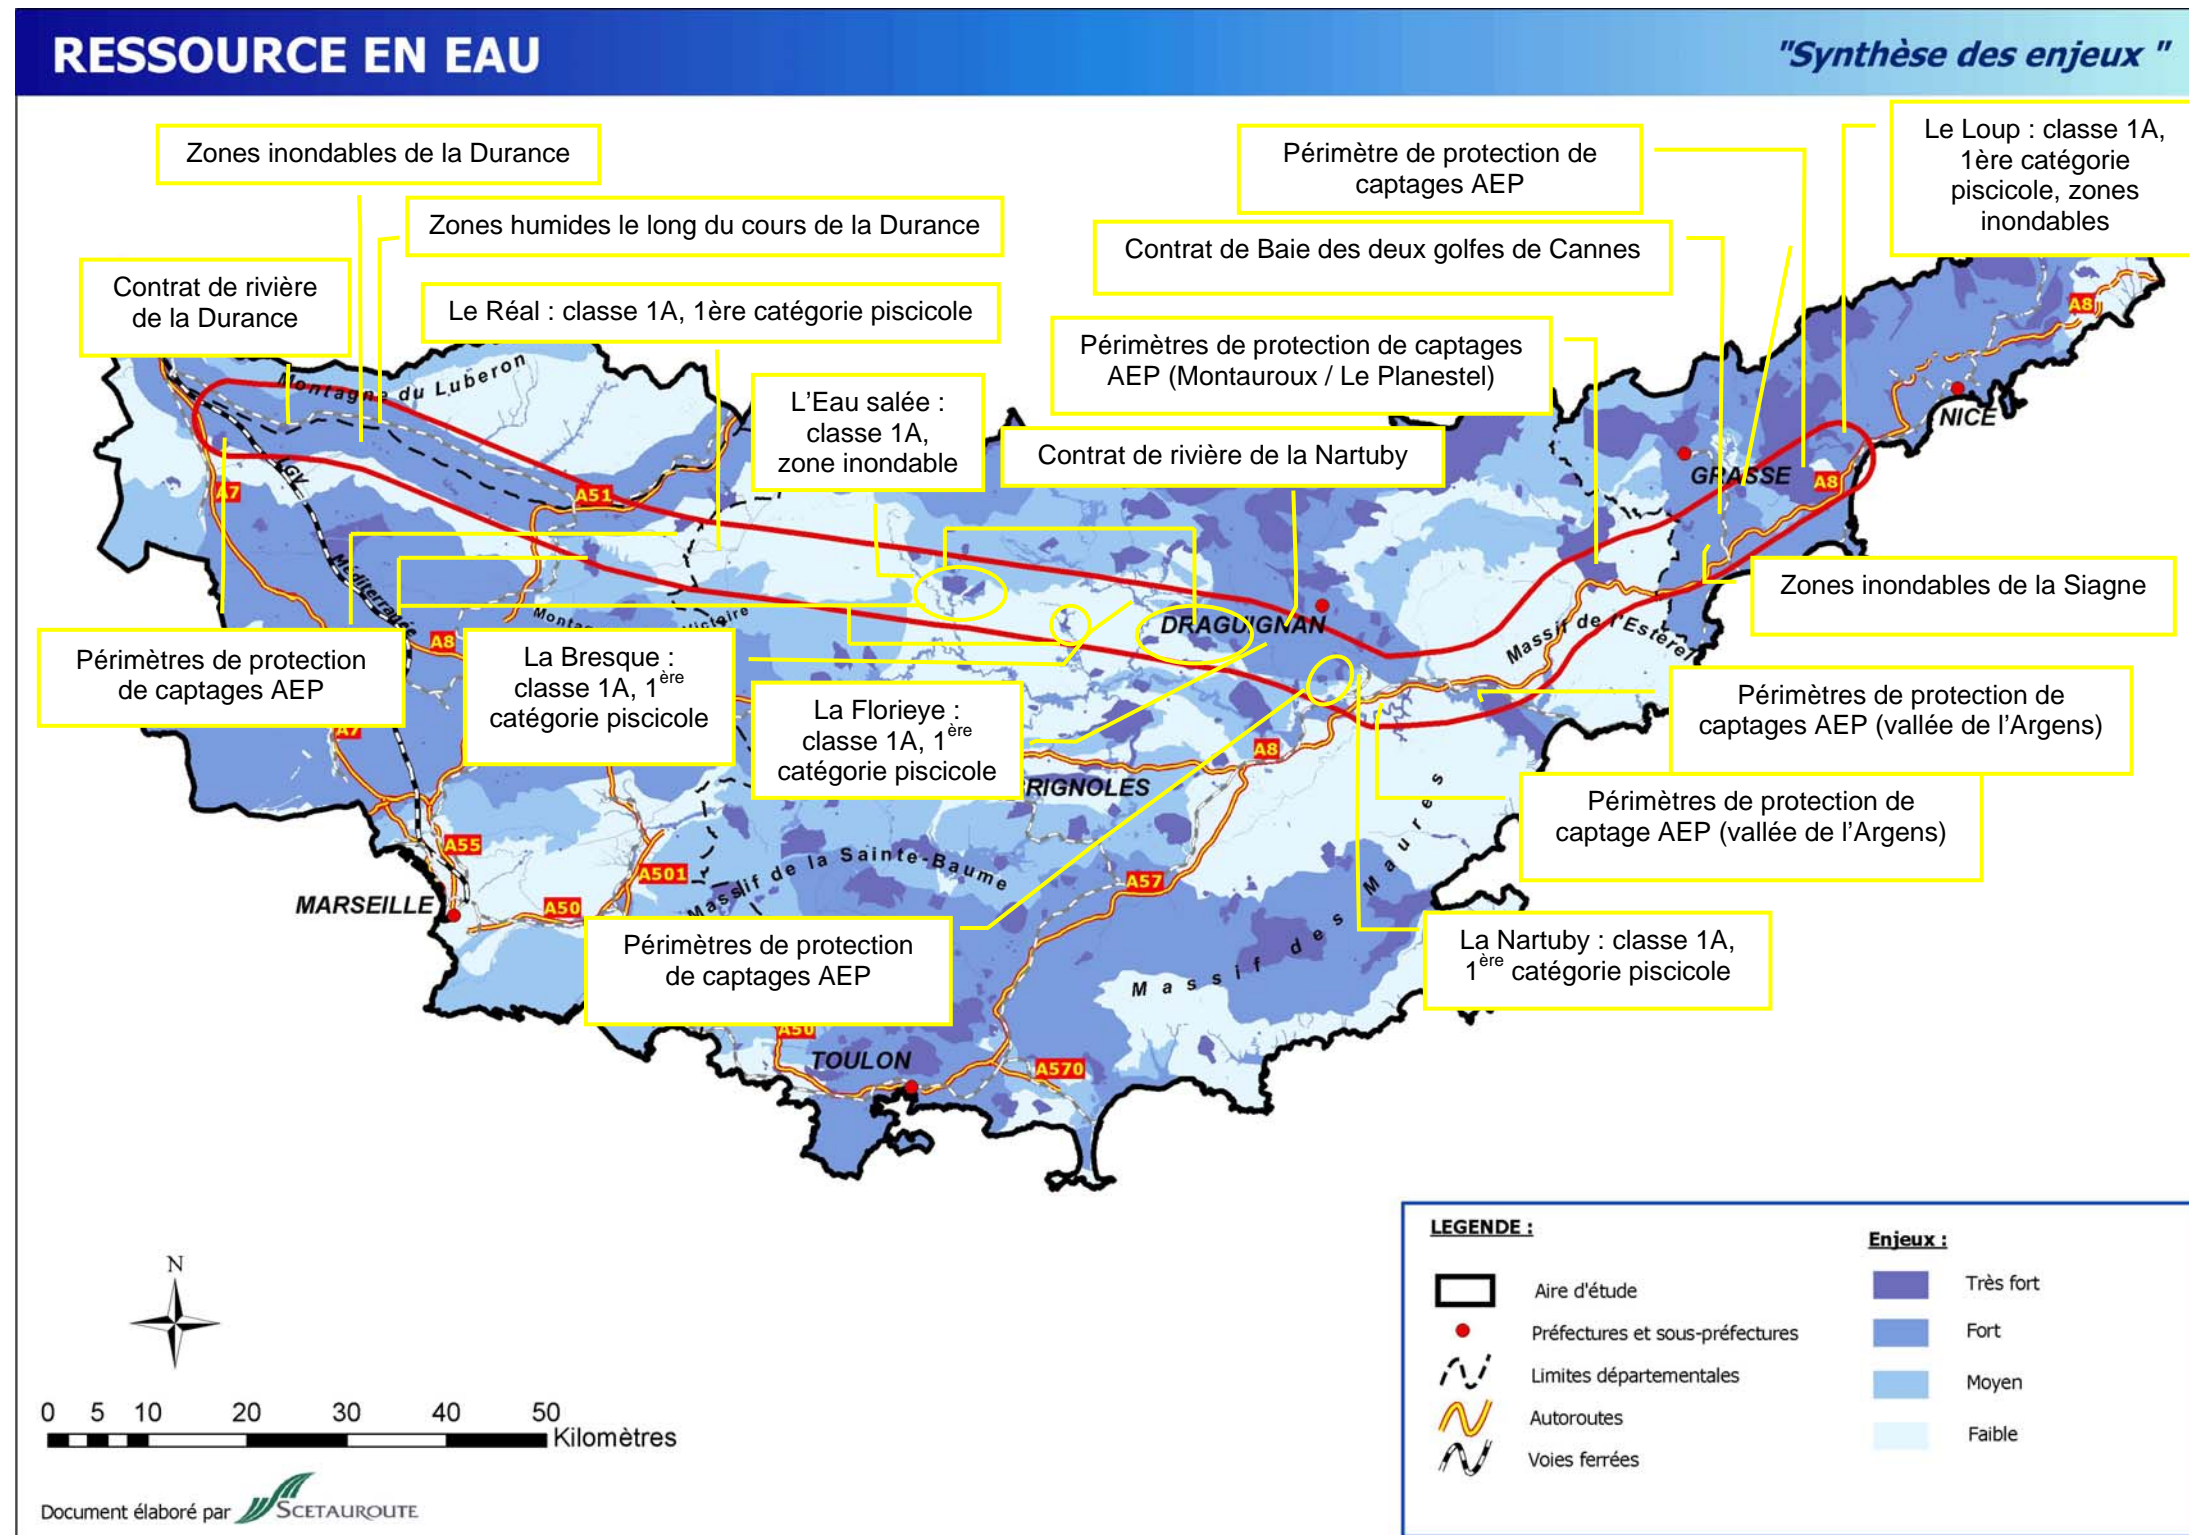 RESSOURCE EN EAU
"Synthèse des enjeux "
Zones inondables de la Durance
Zones humides le long du cours de la Durance
Contrat de rivière
de la Durance
Le Réal : classe 1A, 1ère catégorie piscicole
L'Eau salée :
classe 1A,
zone inondable
Périmètre de protection de
captages AEP
Le Loup : classe 1A,
1ère catégorie
piscicole, zones
inondables
Contrat de Baie des deux golfes de Cannes
Périmètres de protection de captages
AEP (Montauroux / Le Planestel)
Contrat de rivière de la Nartuby
Montagne du Luberon
A8
NICE
GRASSE
A8
A7
LGV
Méditerranée
A51
Zones inondables de la Siagne
DRAGUIGNAN
Massif de l'Estérel
A8
Périmètres de protection
de captages AEP
La Bresque :
classe 1A, 1ère
catégorie piscicole
La Florieye :
classe 1A, 1ère
catégorie piscicole
Périmètres de protection de
captages AEP (vallée de l'Argens)
Périmètres de protection de
captage AEP (vallée de l'Argens)
A7
A8
RIGNOLES
A55
A501
A50
MARSEILLE
Massif de la Sainte-Baume
A57
Massif des Maures
Périmètres de protection
de captages AEP
La Nartuby : classe 1A,
1ère catégorie piscicole
A50
TOULON
A570
N
0 5 10 20 30 40 50
Kilomètres
Document élaboré par SCETAUROUTE
LEGENDE :
Aire d'étude
Préfectures et sous-préfectures
Limites départementales
Autoroutes
Voies ferrées
Enjeux :
Très fort
Fort
Moyen
Faible